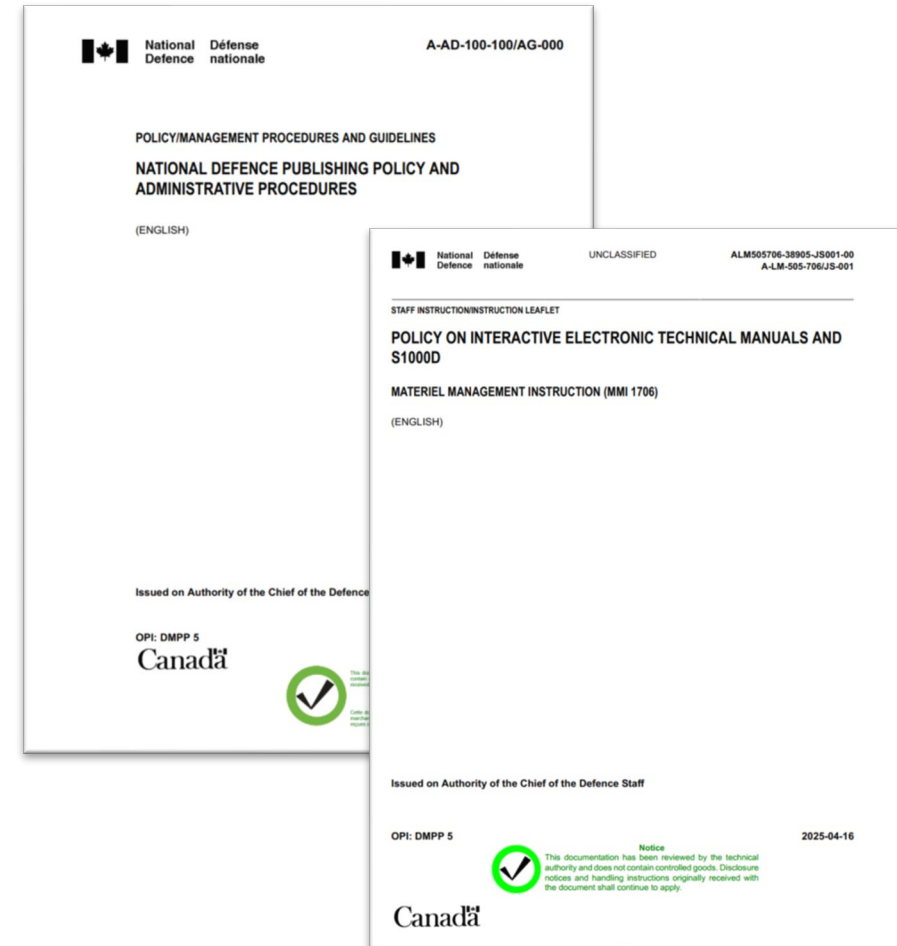 National Défense
Defence nationale
A-AD-100-100/AG-000
POLICY/MANAGEMENT PROCEDURES AND GUIDELINES
NATIONAL DEFENCE PUBLISHING POLICY AND
ADMINISTRATIVE PROCEDURES
(ENGLISH)
Issued on Authority of the Chief of the Defence
OPI: DMPP 5
Canada
National Défense
Defence nationale
UNCLASSIFIED
ALM505706-38905-JS001-00
A-LM-505-706/JS-001
STAFF INSTRUCTION/INSTRUCTION LEAFLET
POLICY ON INTERACTIVE ELECTRONIC TECHNICAL MANUALS AND
S1000D
MATERIEL MANAGEMENT INSTRUCTION (MMI 1706)
(ENGLISH)
Issued on Authority of the Chief of the Defence Staff
OPI: DMPP 5
2025-04-16
Notice
This documentation has been reviewed by the technical
authority and does not contain controlled goods. Disclosure
notices and handling instructions originally received with
the document shall continue to apply.
Canada